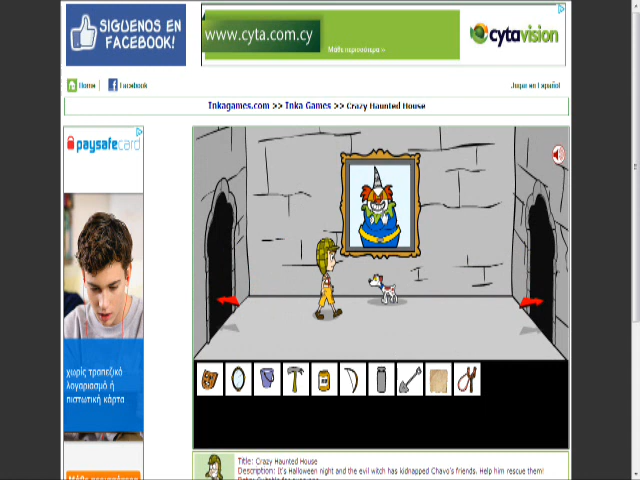 SIGUENOS EN
FACEBOOK!
www.cyta.com.cy
Μάθε περισσότερα »
cytavision
Home | Facebook
Juega en Español
Inkagames.com >> Inka Games >> Crazy Haunted House
paysafecard
χωρίς τραπεζικό
λογαριασμό ή
πιστωτική κάρτα
Title: Crazy Haunted House
Description: It's Halloween night and the evil witch has kidnapped Chavo's friends. Help him rescue them!